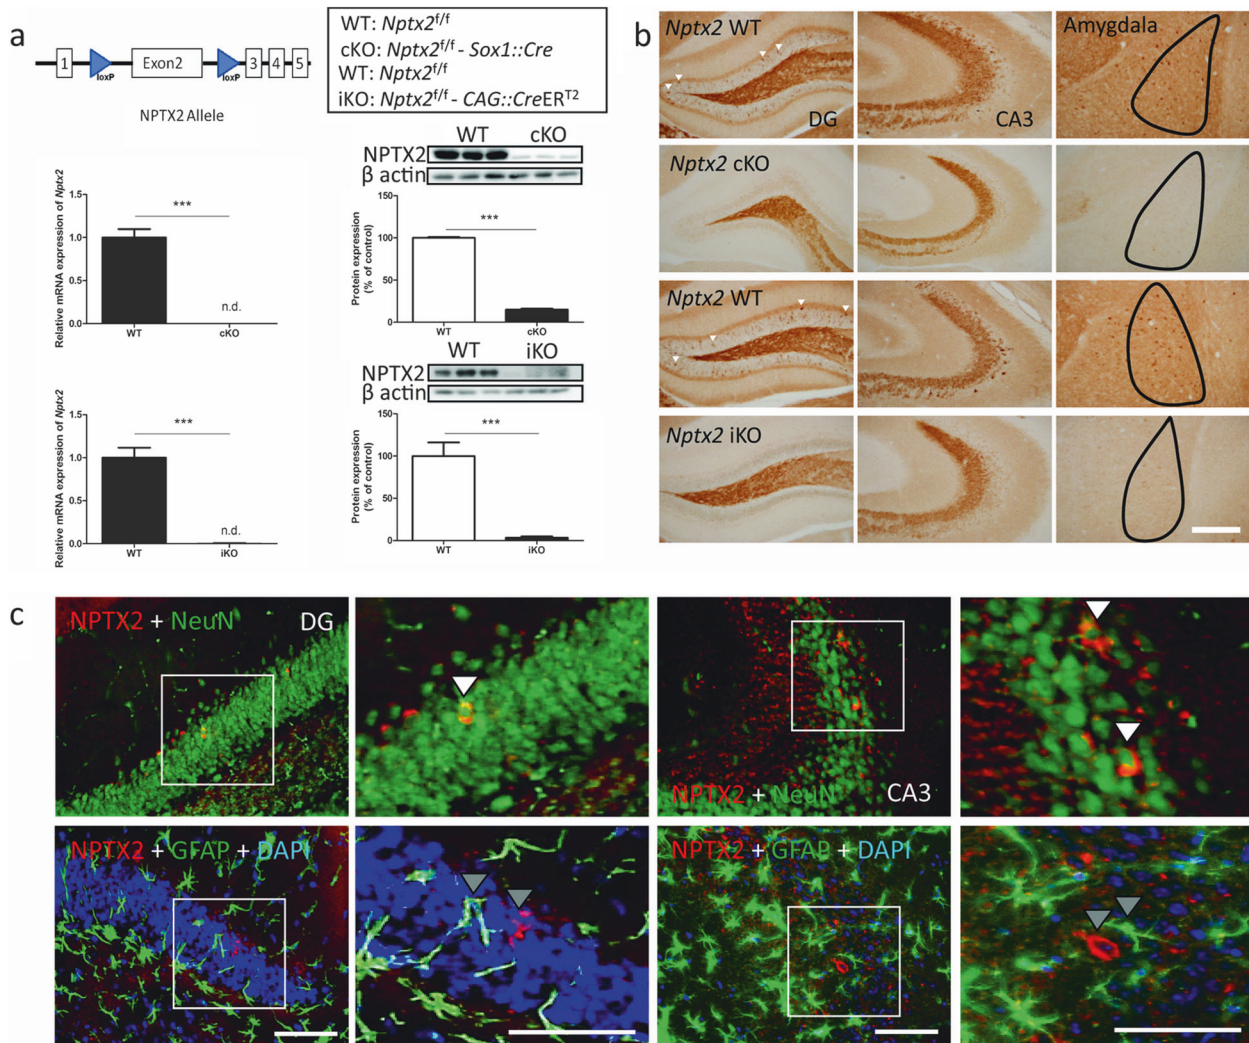 a
WT: Nptx2f/f
cKO: Nptx2f/f - Sox1::Cre
WT: Nptx2f/f
iKO: Nptx2f/f - CAG::CreERT2
1
loxP
Exon2
loxP
3
4
5
NPTX2 Allele
Relative mRNA expression of Nptx2
1.5
1.0
0.5
0.0
***
n.d.
WT
cKO
WT cKO
NPTX2
β actin
Protein expression
(% of control)
150
100
50
0
***
WT
cKO
Relative mRNA expression of Nptx2
1.5
1.0
0.5
0.0
***
n.d.
WT
iKO
WT iKO
NPTX2
β actin
Protein expression
(% of control)
150
100
50
0
***
WT
iKO
b
Nptx2 WT
DG
CA3
Amygdala
Nptx2 cKO
Nptx2 WT
Nptx2 iKO
c
NPTX2 + NeuN
DG
NPTX2 + NeuN
CA3
NPTX2 + GFAP + DAPI
NPTX2 + GFAP + DAPI